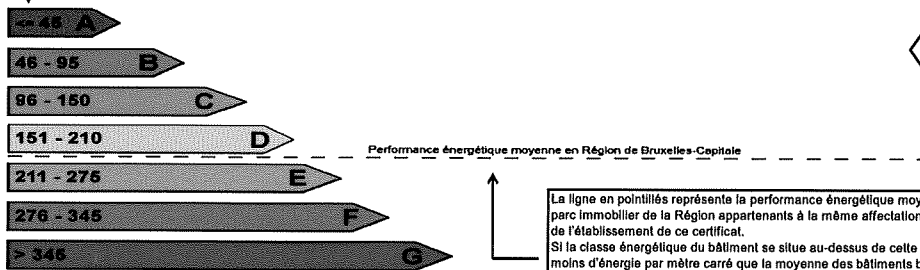 <= 45 A
46 - 95 B
96 - 150 C
151 - 210 D
Performance énergétique moyenne en Région de Bruxelles-Capitale
211 - 275 E
276 - 345 F
> 345 G
La ligne en pointillés représente la performance énergétique moy
parc immobilier de la Région appartenants à la même affectation
de l'établissement de ce certificat.
Si la classe énergétique du bâtiment se situe au-dessus de cette
moins d'énergie par mètre carré que la moyenne des bâtiments b